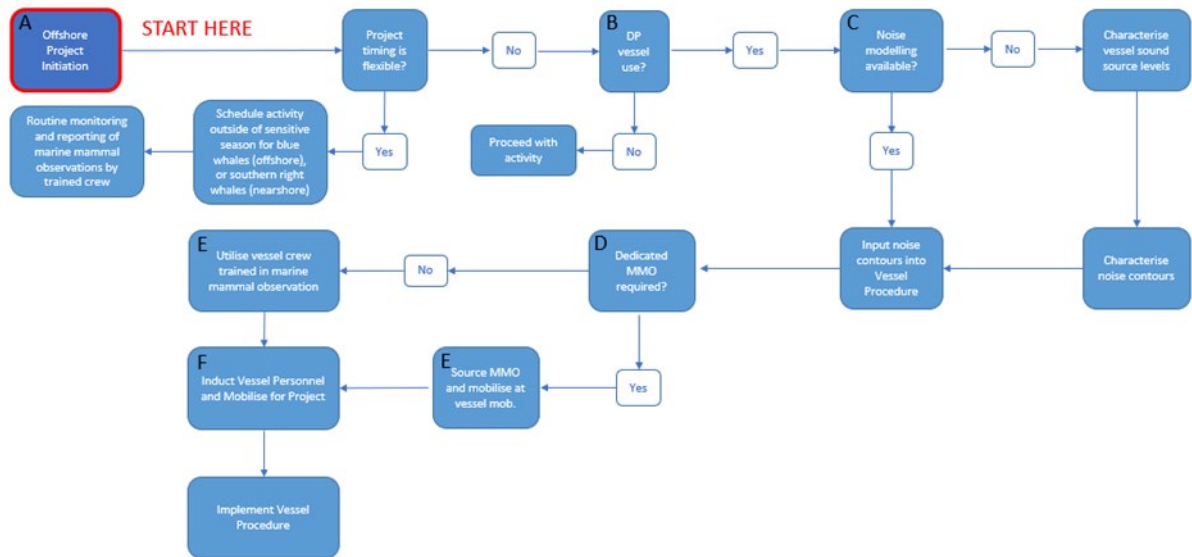 A
Offshore
Project
Initiation
START HERE
Project
timing is
flexible?
No
B
DP
vessel
use?
Yes
C
Noise
modelling
available?
No
Characterise
vessel sound
source levels
Routine monitoring
and reporting of
marine mammal
observations by
trained crew
Schedule activity
outside of sensitive
season for blue
whales (offshore),
or southern right
whales (nearshore)
Yes
Proceed with
activity
No
Yes
E
Utilise vessel crew
trained in marine
mammal observation
No
D
Dedicated
MMO
required?
Input noise
contours into
Vessel
Procedure
Characterise
noise contours
F
Induct Vessel Personnel
and Mobilise for Project
E
Source MMO
and mobilise at
vessel mob.
Yes
Implement Vessel
Procedure